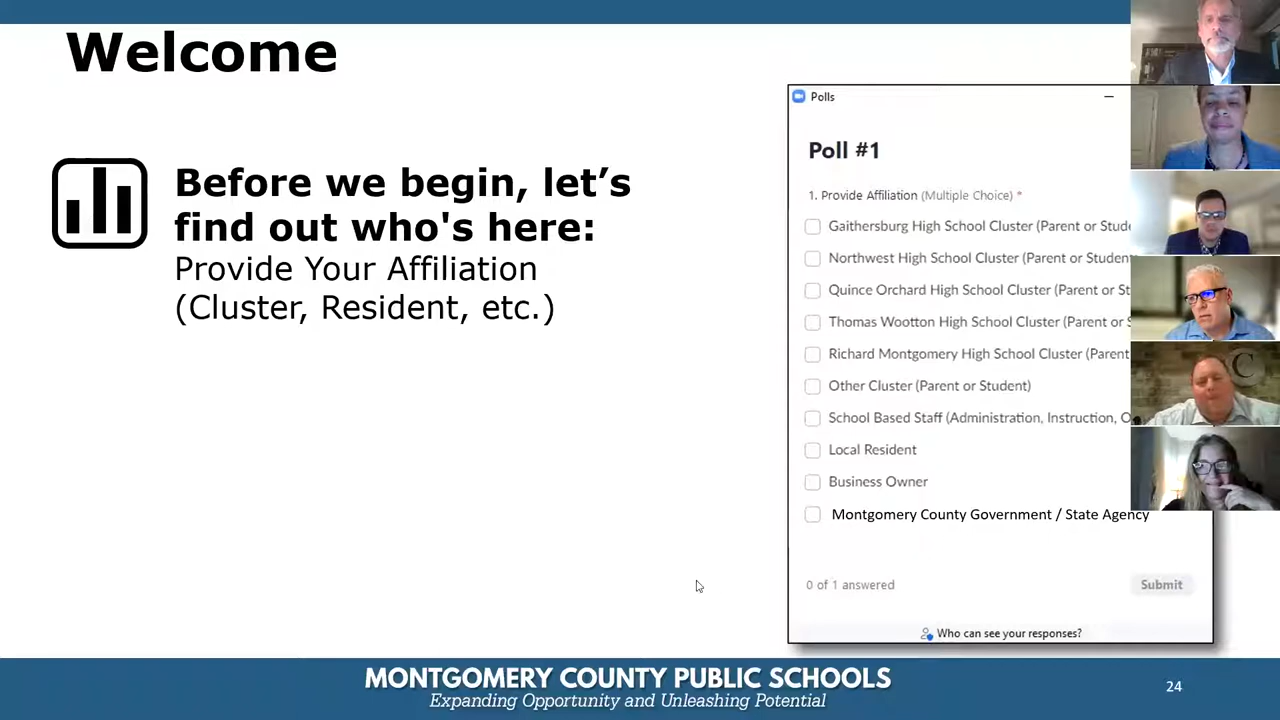 Welcome
Before we begin, let’s
find out who's here:
Provide Your Affiliation
(Cluster, Resident, etc.)
Polls
Poll #1
1. Provide Affiliation (Multiple Choice) *
Gaithersburg High School Cluster (Parent or
Northwest High School Cluster (Parent or Student
Quince Orchard High School Cluster (Parent or
Thomas Wootton High School Cluster (Parent or
Richard Montgomery High School Cluster (Parent
Other Cluster (Parent or Student)
School Based Staff (Administration, Instruction,
Local Resident
Business Owner
Montgomery County Government / State Agency
0 of 1 answered
Submit
Who can see your responses?
MONTGOMERY COUNTY PUBLIC SCHOOLS
Expanding Opportunity and Unleashing Potential
24
C